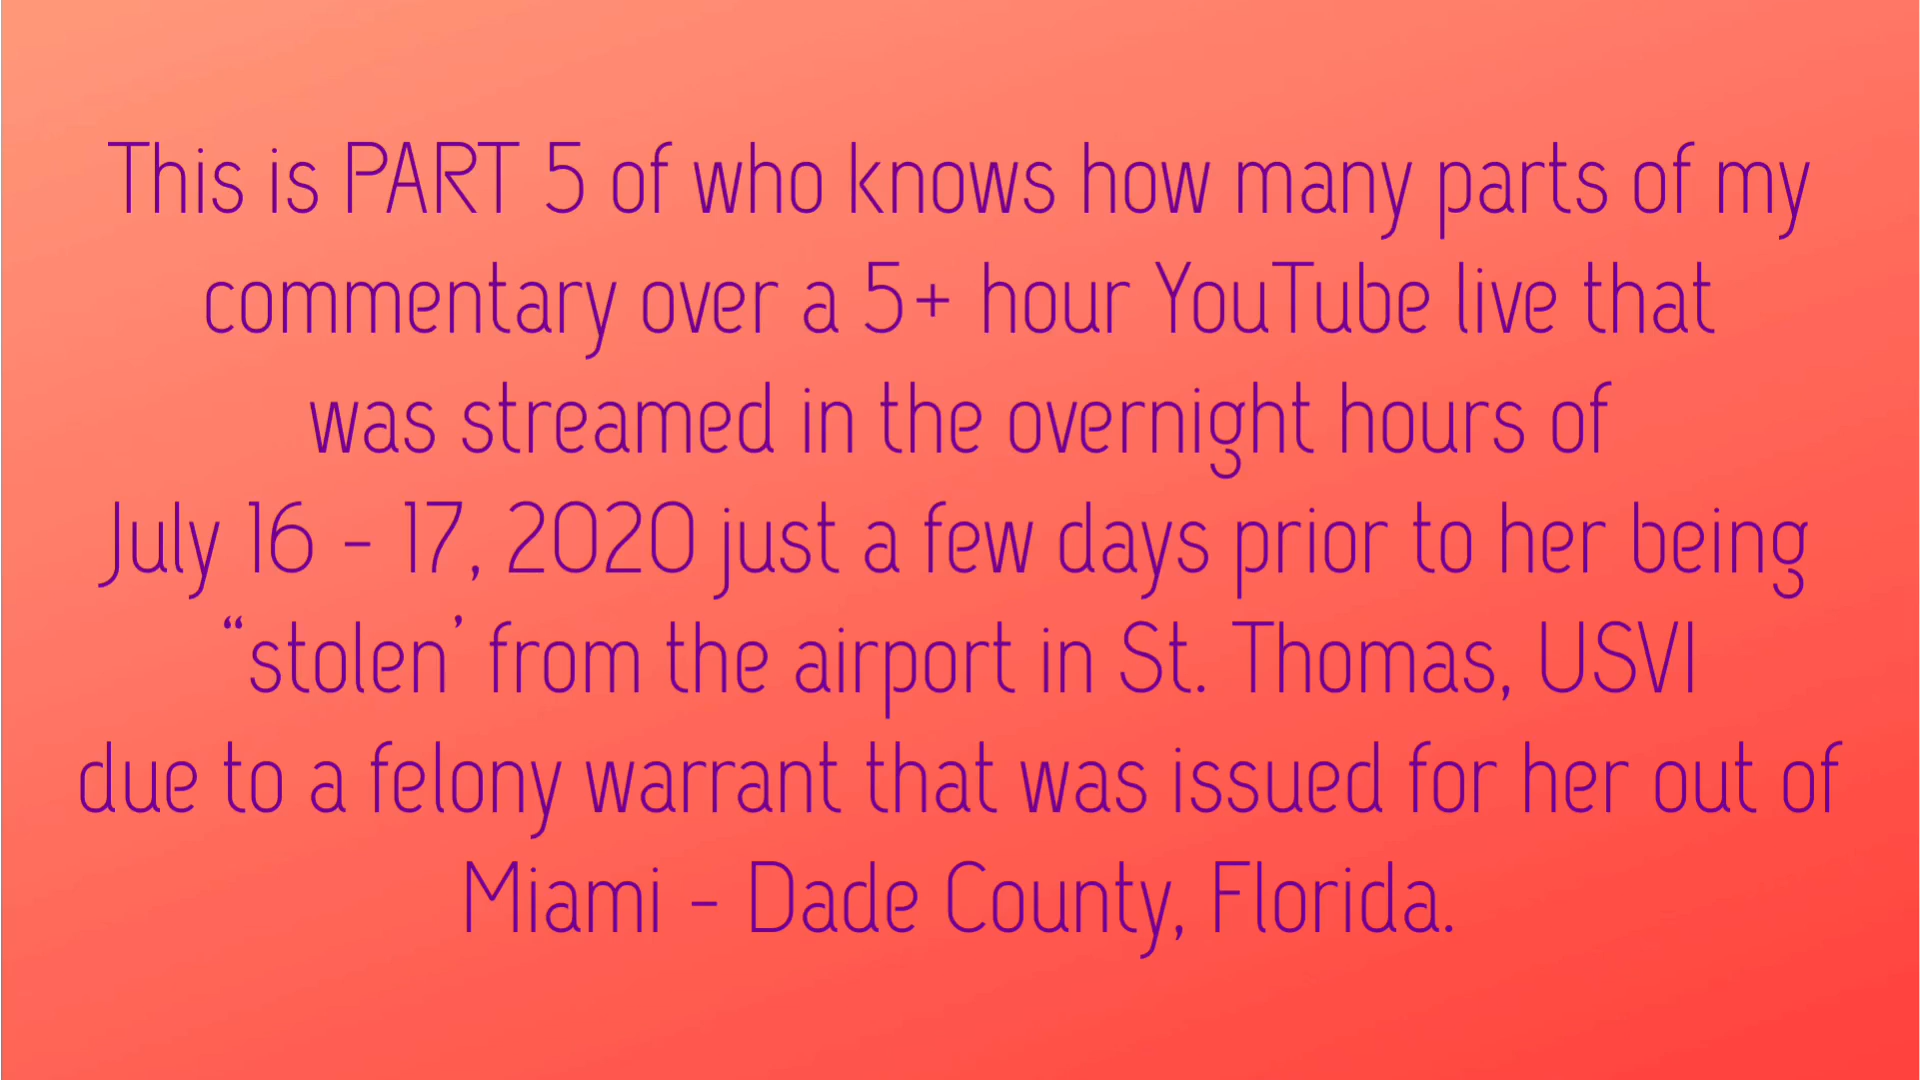 This is PART 5 of who knows how many parts of my
commentary over a 5+ hour YouTube live that
was streamed in the overnight hours of
July 16 - 17, 2020 just a few days prior to her being
“stolen’ from the airport in St. Thomas, USVI
due to a felony warrant that was issued for her out of
Miami - Dade County, Florida.